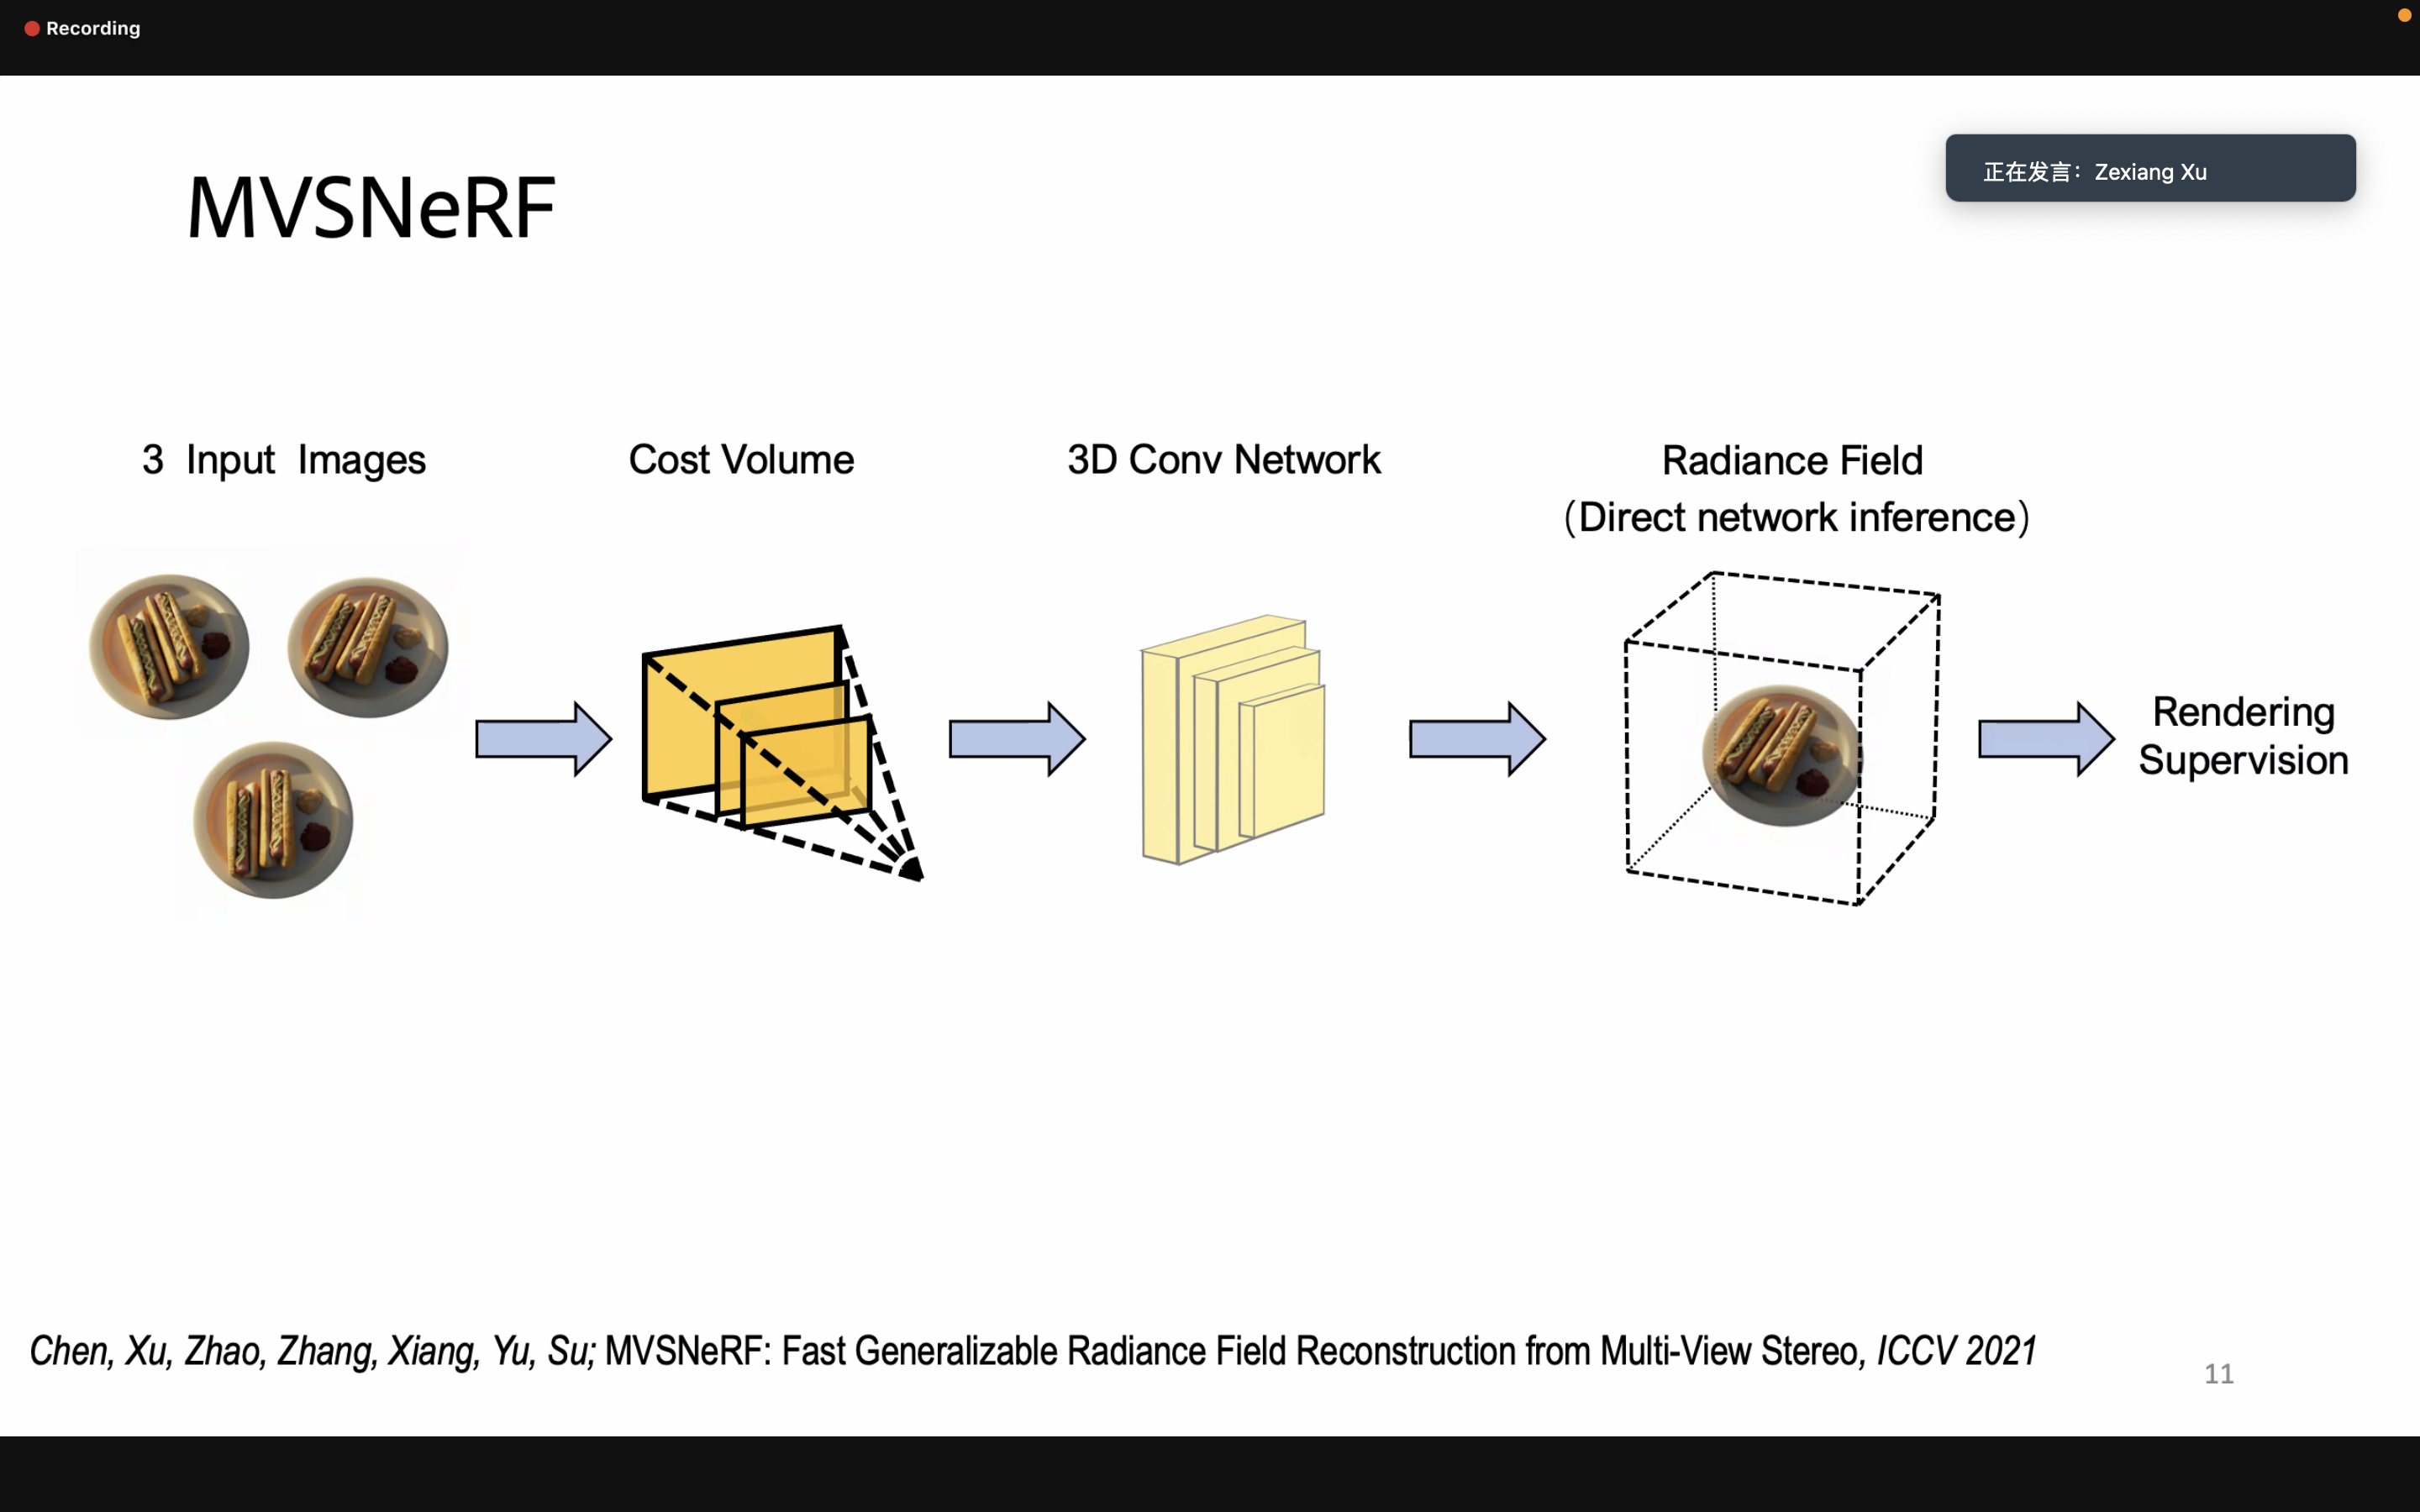 Recording
正在发言：Zexiang Xu
MVSNeRF
3 Input Images
Cost Volume
3D Conv Network
Radiance Field
（Direct network inference）
Rendering
Supervision
Chen, Xu, Zhao, Zhang, Xiang, Yu, Su; MVSNeRF: Fast Generalizable Radiance Field Reconstruction from Multi-View Stereo, ICCV 2021
11